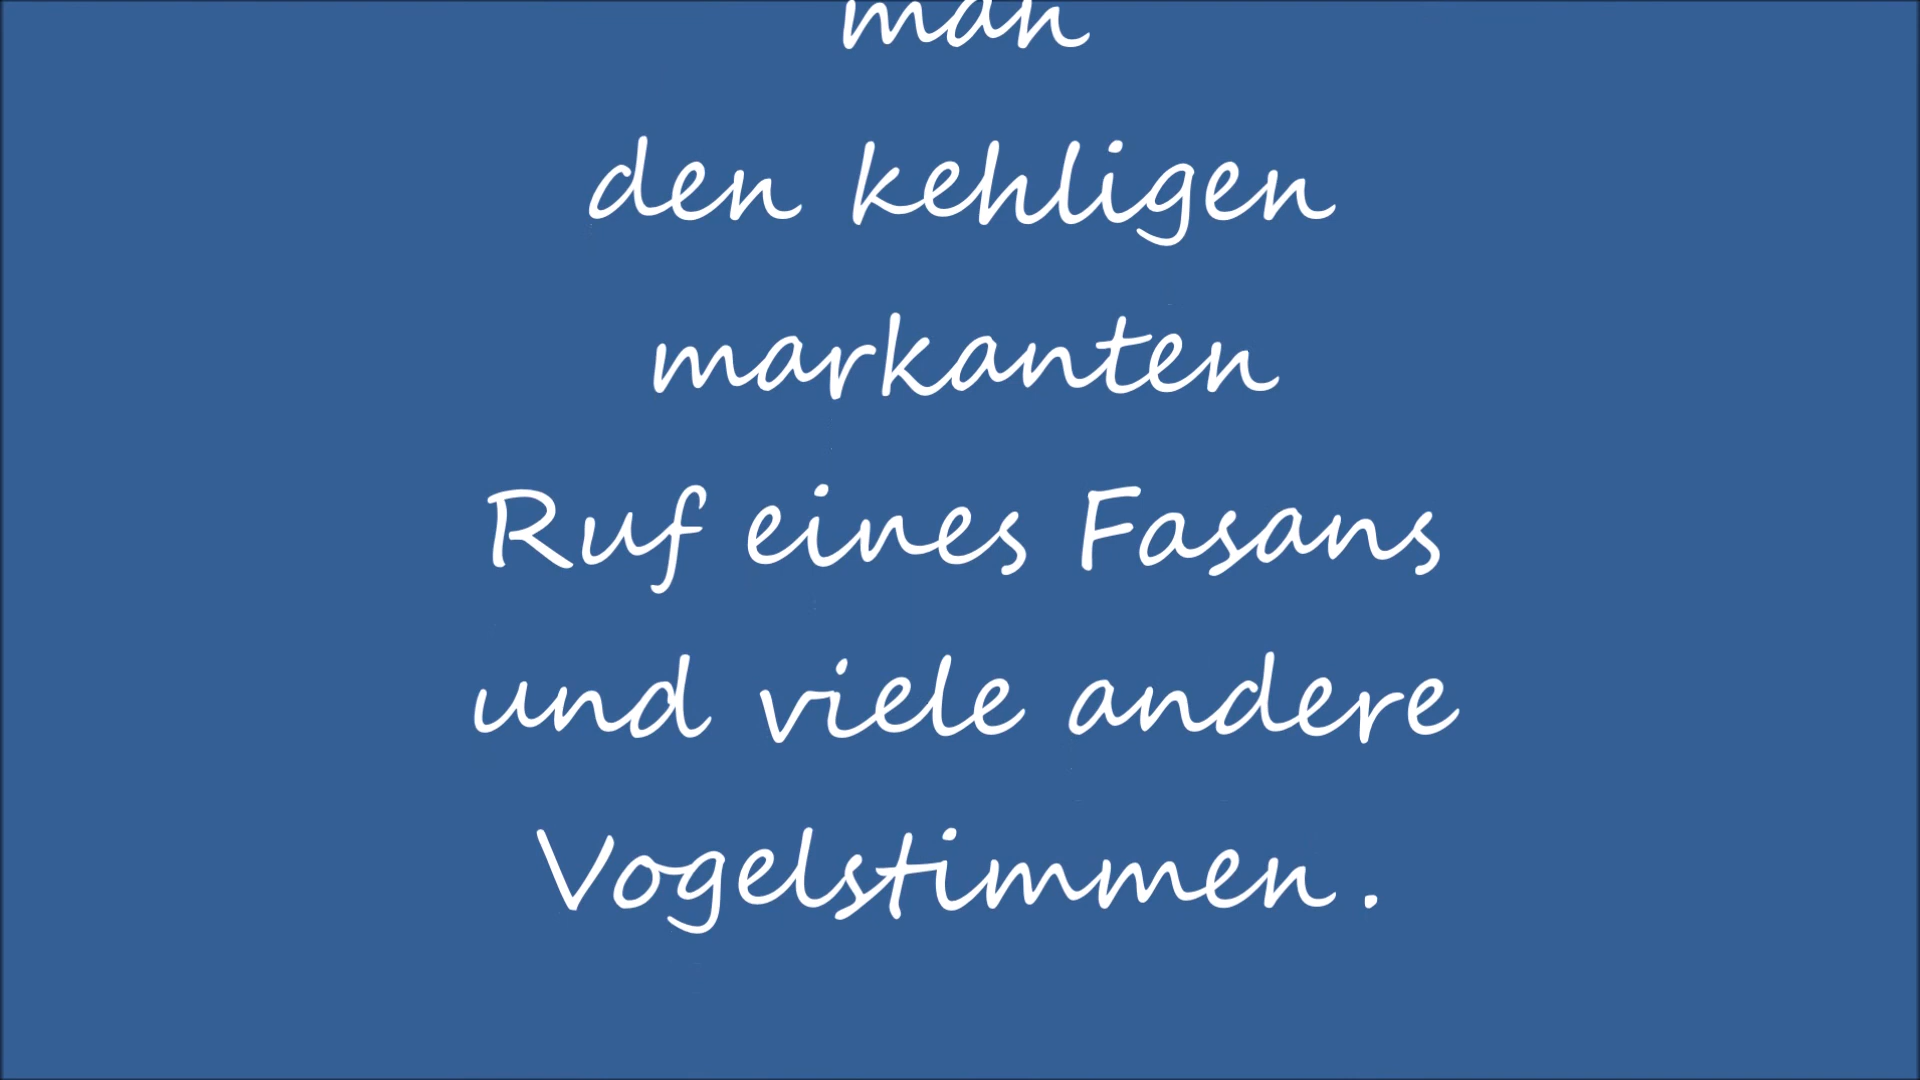 man
den kehligen
markanten
Ruf eines Fasans
und viele andere
Vogelstimmen.